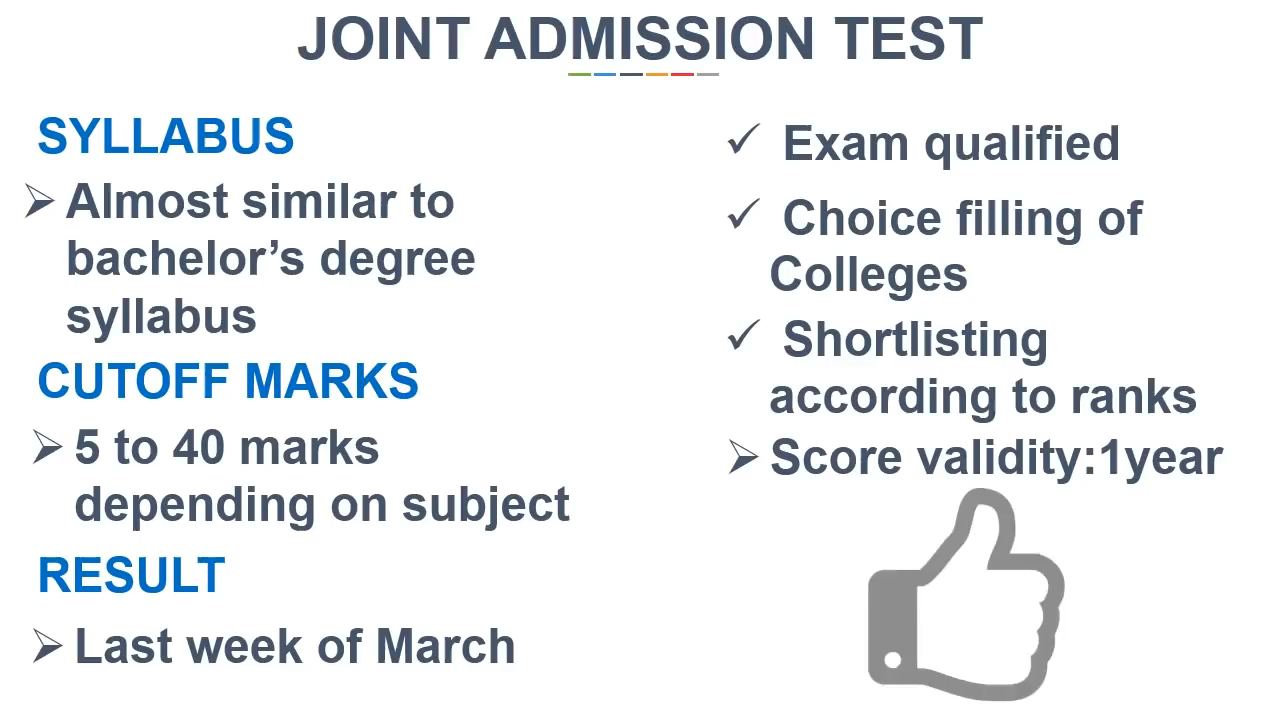 JOINT ADMISSION TEST
SYLLABUS
Almost similar to
bachelor’s degree
syllabus
CUTOFF MARKS
5 to 40 marks
depending on subject
RESULT
Last week of March
Exam qualified
Choice filling of
Colleges
Shortlisting
according to ranks
Score validity:1year